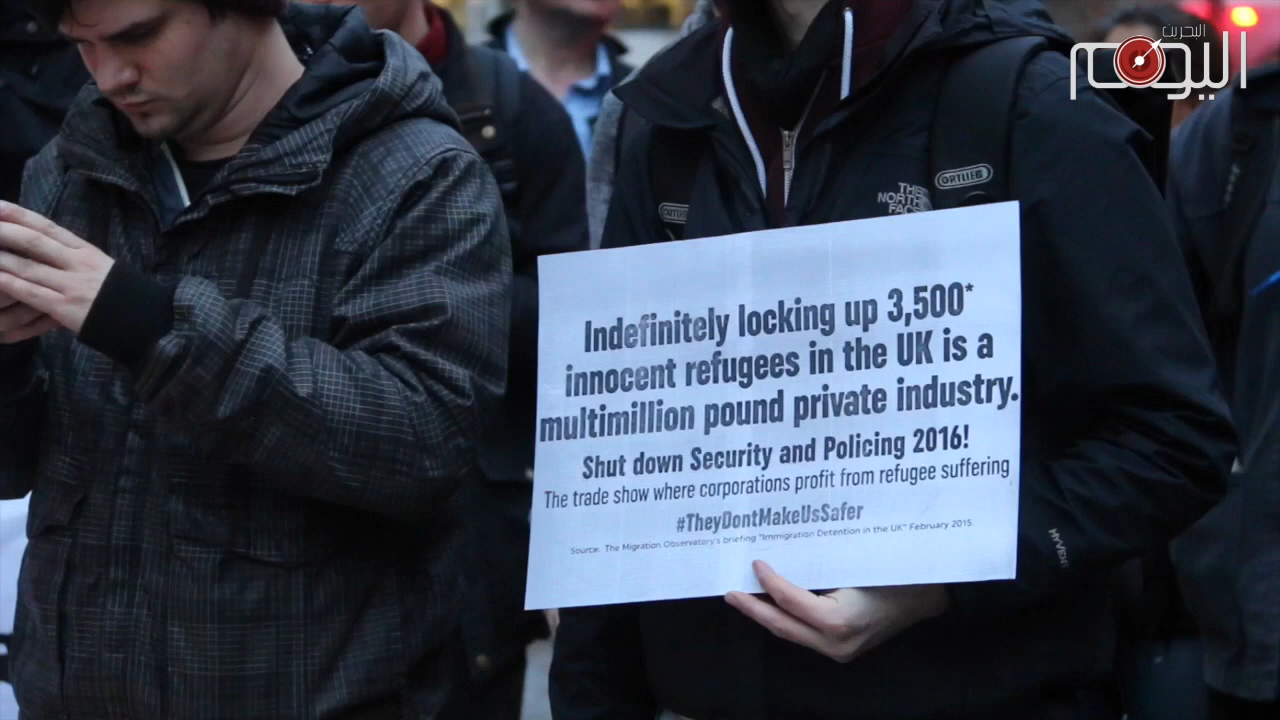 البحرين
اليوم
THE
NORTH
FACE
ORTLIEB
Indefinitely locking up 3,500*
innocent refugees in the UK is a
multimillion pound private industry.
Shut down Security and Policing 2016!
The trade show where corporations profit from refugee suffering
#TheyDontMakeUsSafer
Source: The Migration Observatory's briefing "Immigration Detention in the UK" February 2015.